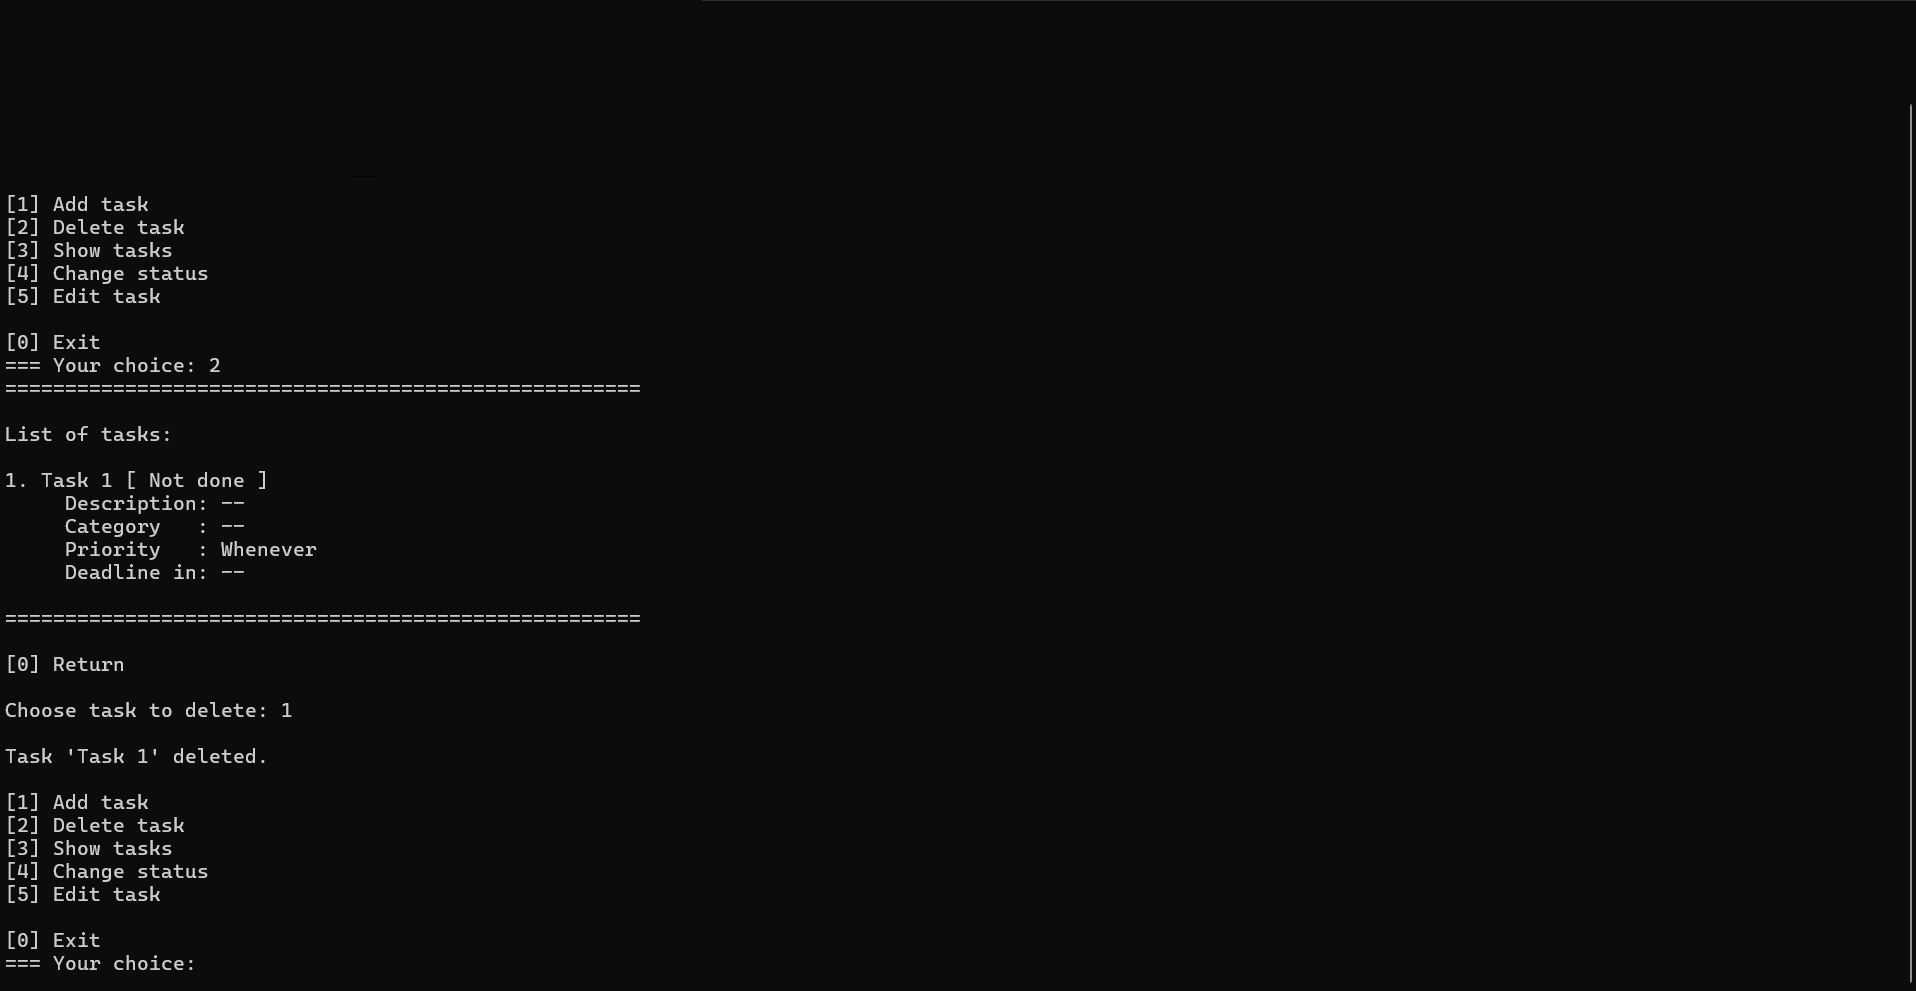 [1] Add task
[2] Delete task
[3] Show tasks
[4] Change status
[5] Edit task
[0] Exit
=== Your choice: 2
=====================================================
List of tasks:
1. Task 1 [ Not done ]
Description: --
Category   : --
Priority   : Whenever
Deadline in: --
=====================================================
[0] Return
Choose task to delete: 1
Task 'Task 1' deleted.
[1] Add task
[2] Delete task
[3] Show tasks
[4] Change status
[5] Edit task
[0] Exit
=== Your choice: